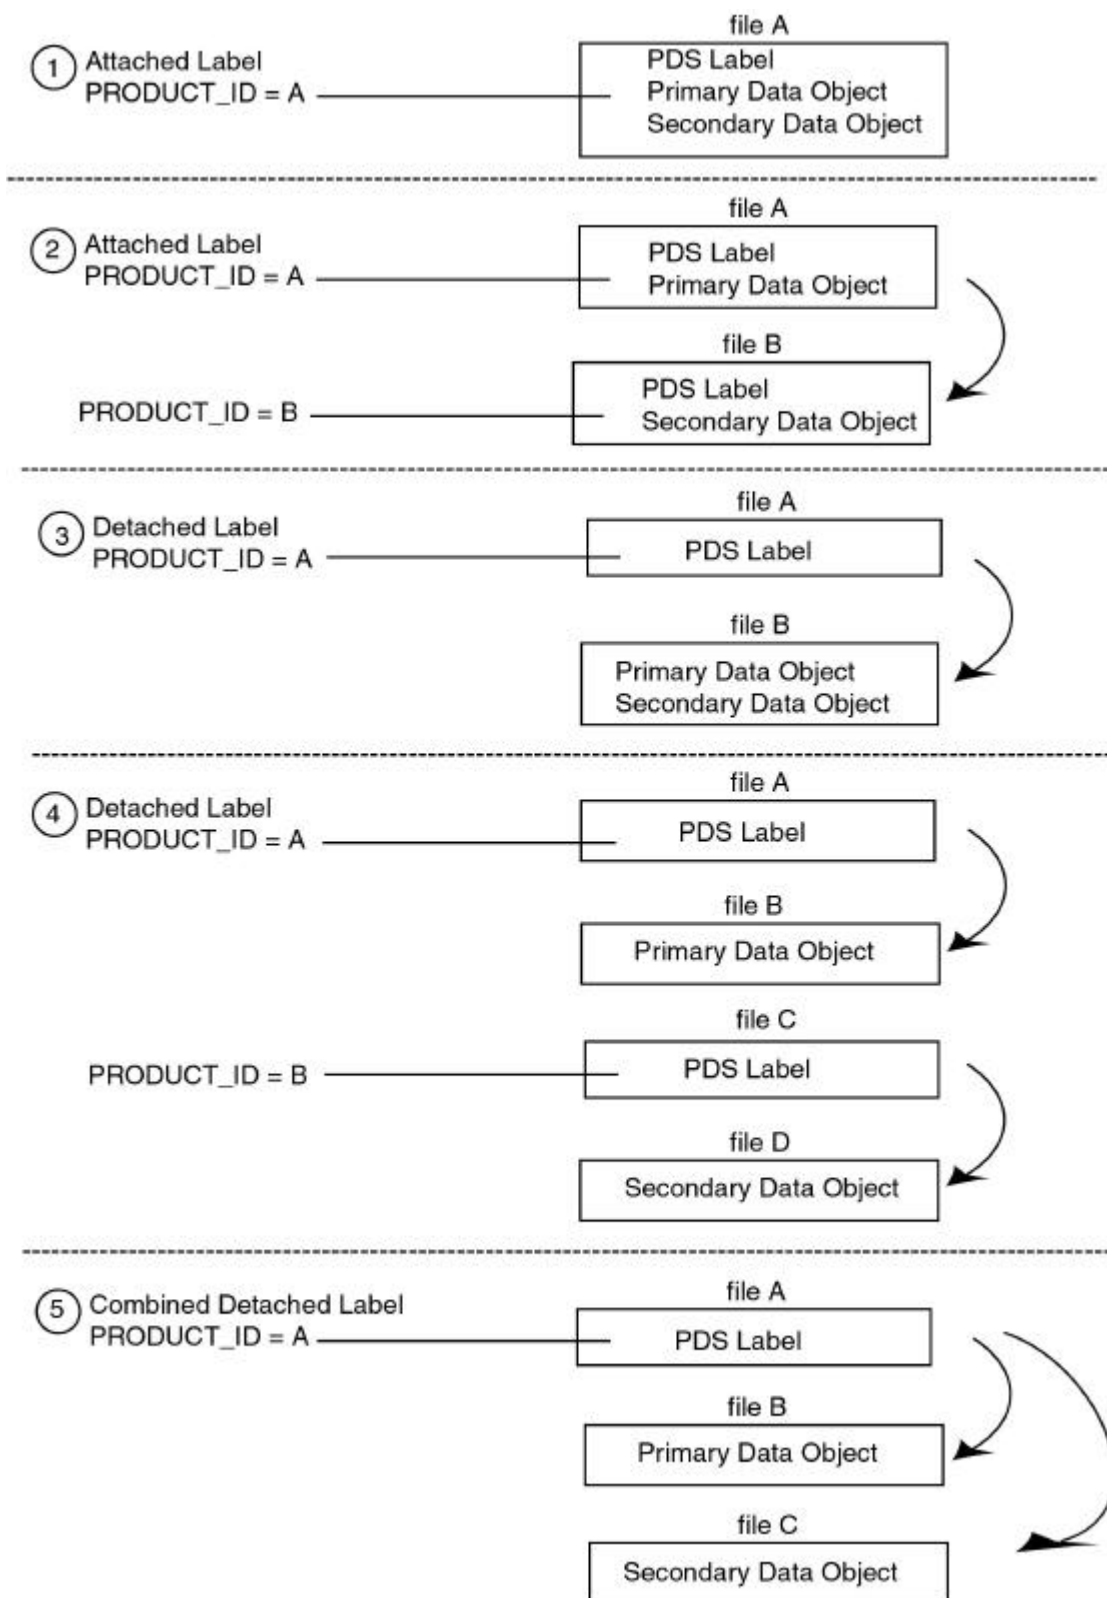 file A
1 Attached Label
PRODUCT_ID = A
PDS Label
Primary Data Object
Secondary Data Object
file A
2 Attached Label
PRODUCT_ID = A
PDS Label
Primary Data Object
file B
PRODUCT_ID = B
PDS Label
Secondary Data Object
file A
3 Detached Label
PRODUCT_ID = A
PDS Label
file B
Primary Data Object
Secondary Data Object
file A
4 Detached Label
PRODUCT_ID = A
PDS Label
file B
Primary Data Object
file C
PRODUCT_ID = B
PDS Label
file D
Secondary Data Object
file A
5 Combined Detached Label
PRODUCT_ID = A
PDS Label
file B
Primary Data Object
file C
Secondary Data Object